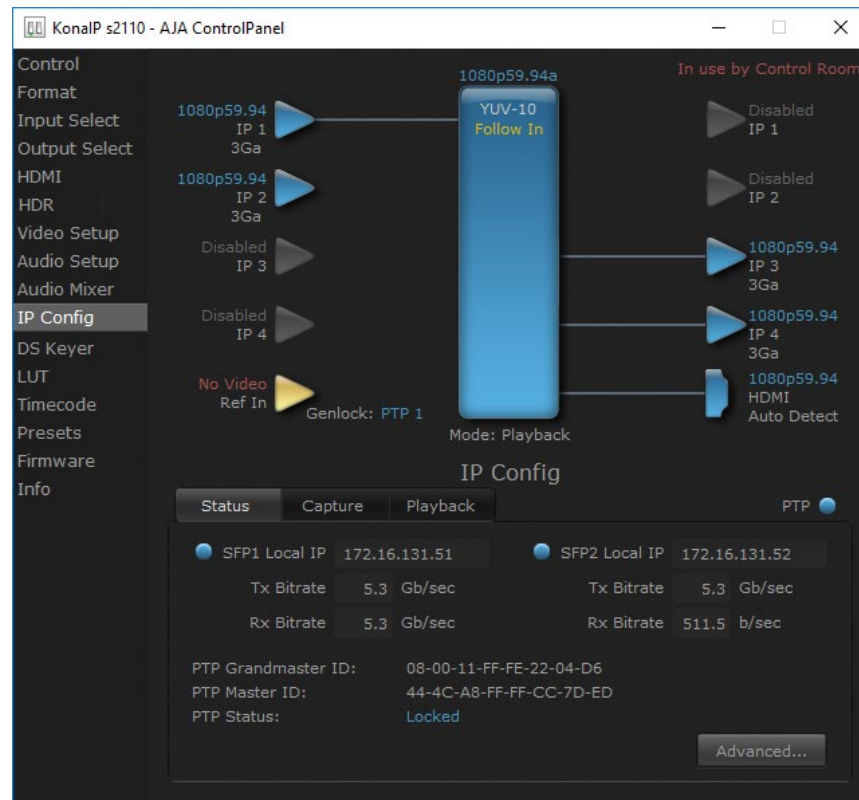 KonaIP s2110 - AJA ControlPanel
Control
Format
Input Select
Output Select
HDMI
HDR
Video Setup
Audio Setup
Audio Mixer
IP Config
DS Keyer
LUT
Timecode
Presets
Firmware
Info
1080p59.94a
In use by Control Room
YUV-10
Follow In
1080p59.94
IP 1
3Ga
1080p59.94
IP 2
3Ga
Disabled
IP 3
Disabled
IP 4
No Video
Ref In
Genlock: PTP 1
Mode: Playback
Disabled
IP 1
Disabled
IP 2
1080p59.94
IP 3
3Ga
1080p59.94
IP 4
3Ga
1080p59.94
HDMI
Auto Detect
IP Config
Status Capture Playback PTP
SFP1 Local IP 172.16.131.51 SFP2 Local IP 172.16.131.52
Tx Bitrate 5.3 Gb/sec Tx Bitrate 5.3 Gb/sec
Rx Bitrate 5.3 Gb/sec Rx Bitrate 511.5 b/sec
PTP Grandmaster ID: 08-00-11-FF-FE-22-04-D6
PTP Master ID: 44-4C-A8-FF-FF-CC-7D-ED
PTP Status: Locked
Advanced...